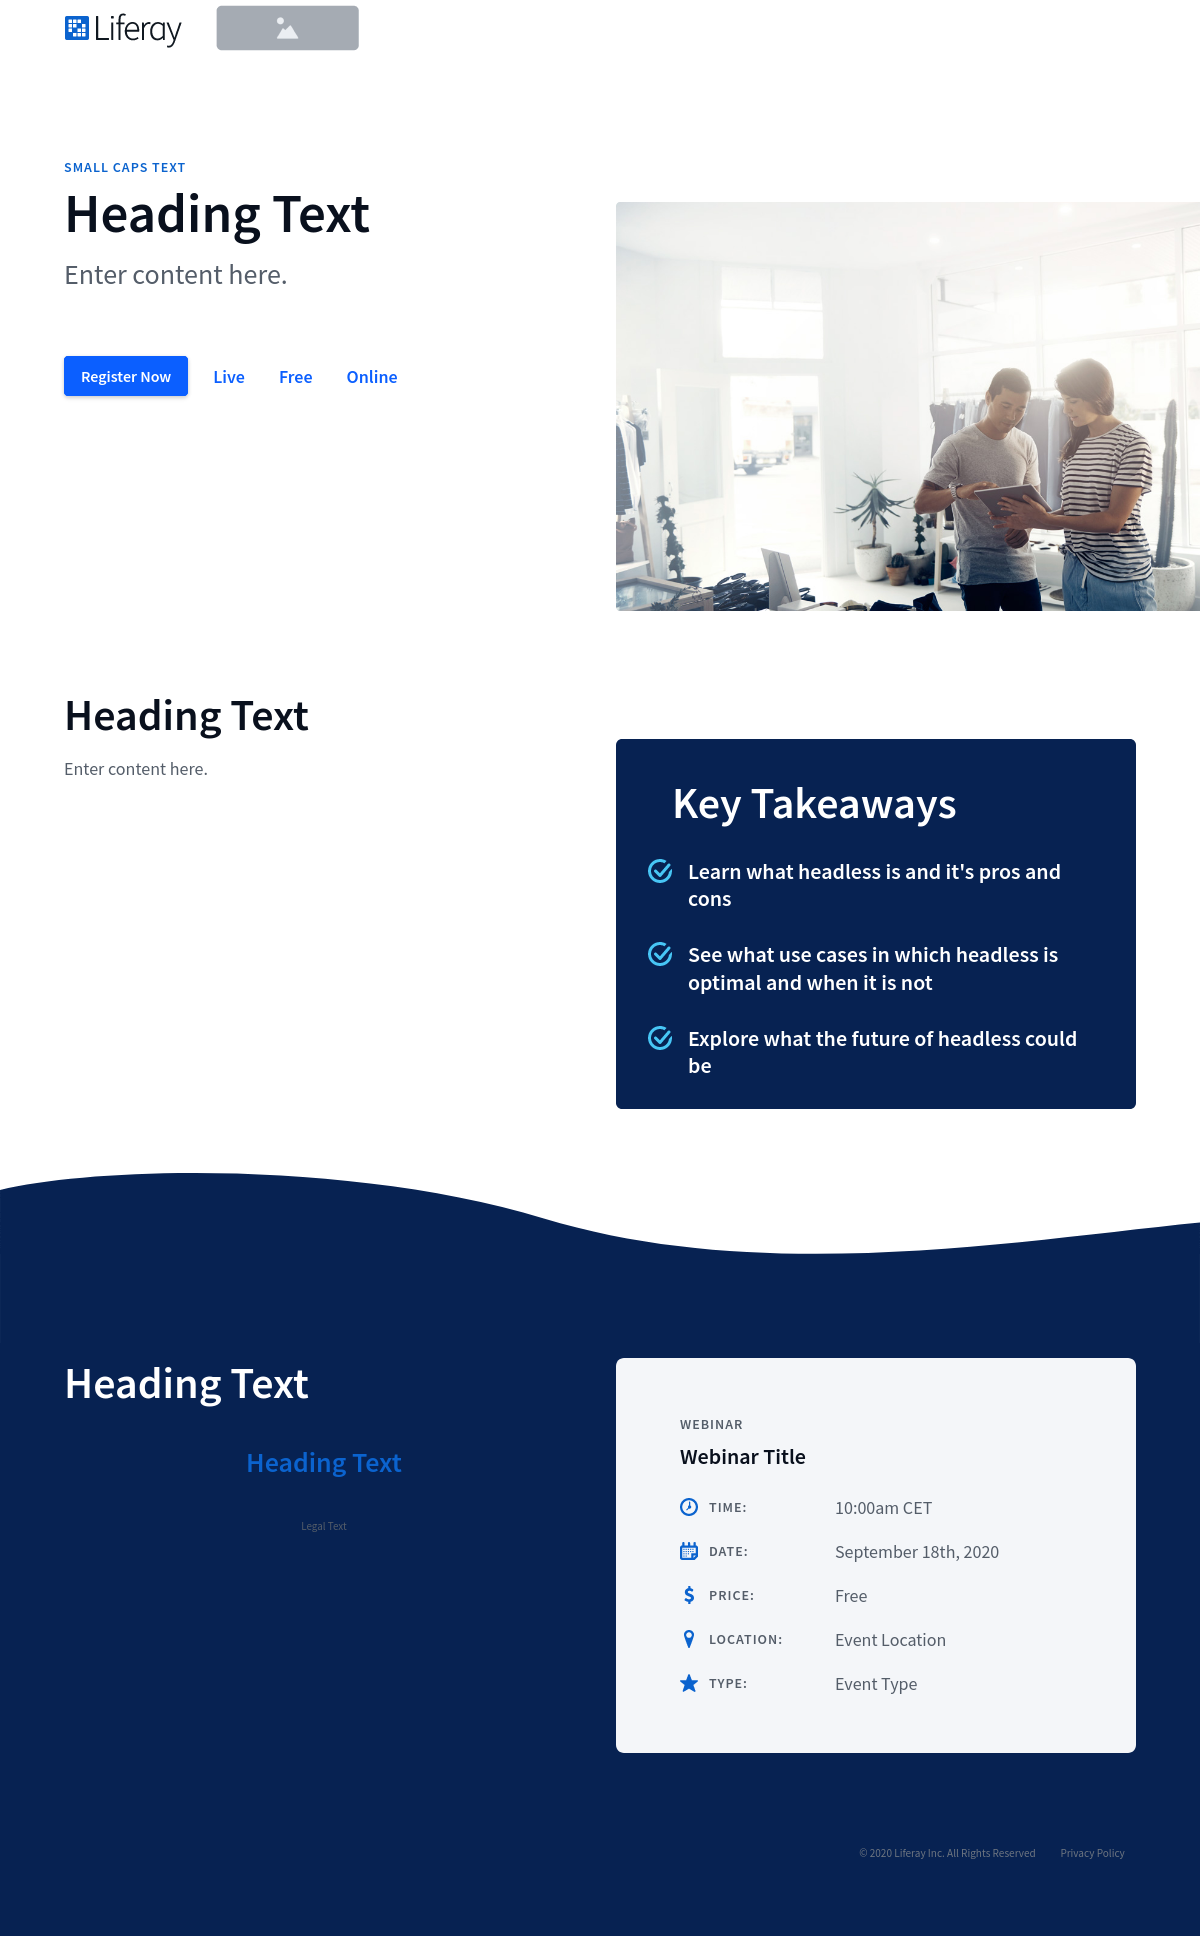 Liferay
SMALL CAPS TEXT
Heading Text
Enter content here.
Register Now
Live
Free
Online
Heading Text
Enter content here.
Key Takeaways
Learn what headless is and it's pros and
cons
See what use cases in which headless is
optimal and when it is not
Explore what the future of headless could
be
Heading Text
Heading Text
Legal Text
WEBINAR
Webinar Title
TIME: 10:00am CET
DATE: September 18th, 2020
PRICE: Free
LOCATION: Event Location
TYPE: Event Type
© 2020 Liferay Inc. All Rights Reserved Privacy Policy